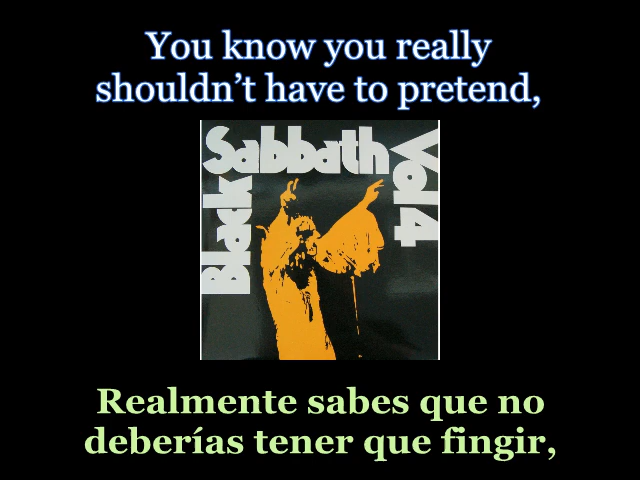 You know you really
shouldn’t have to pretend,
Black
Sabbath
Vol 4
Realmente sabes que no
deberías tener que fingir,